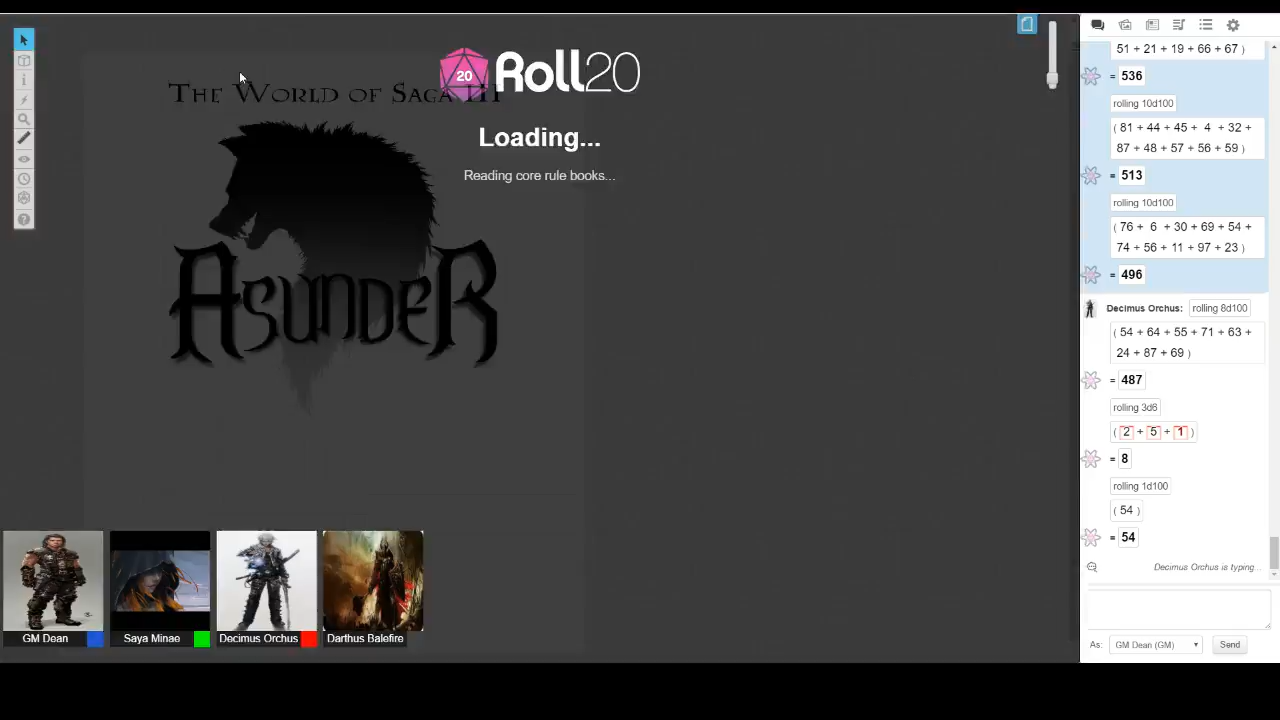 THE WORLD OF SAGA III
ASUNDER
20
Roll20
Loading...
Reading core rule books...
GM Dean
Saya Minae
Decimus Orchus
Darthus Balefire
51 + 21 + 19 + 66 + 67 )
= 536
rolling 10d100
( 81 + 44 + 45 + 4 + 32 +
87 + 48 + 57 + 56 + 59 )
= 513
rolling 10d100
( 76 + 6 + 30 + 69 + 54 +
74 + 56 + 11 + 97 + 23 )
= 496
Decimus Orchus: rolling 8d100
( 54 + 64 + 55 + 71 + 63 +
24 + 87 + 69 )
= 487
rolling 3d6
( 2 + 5 + 1 )
= 8
rolling 1d100
( 54 )
= 54
Decimus Orchus is typing...
As: GM Dean (GM) Send